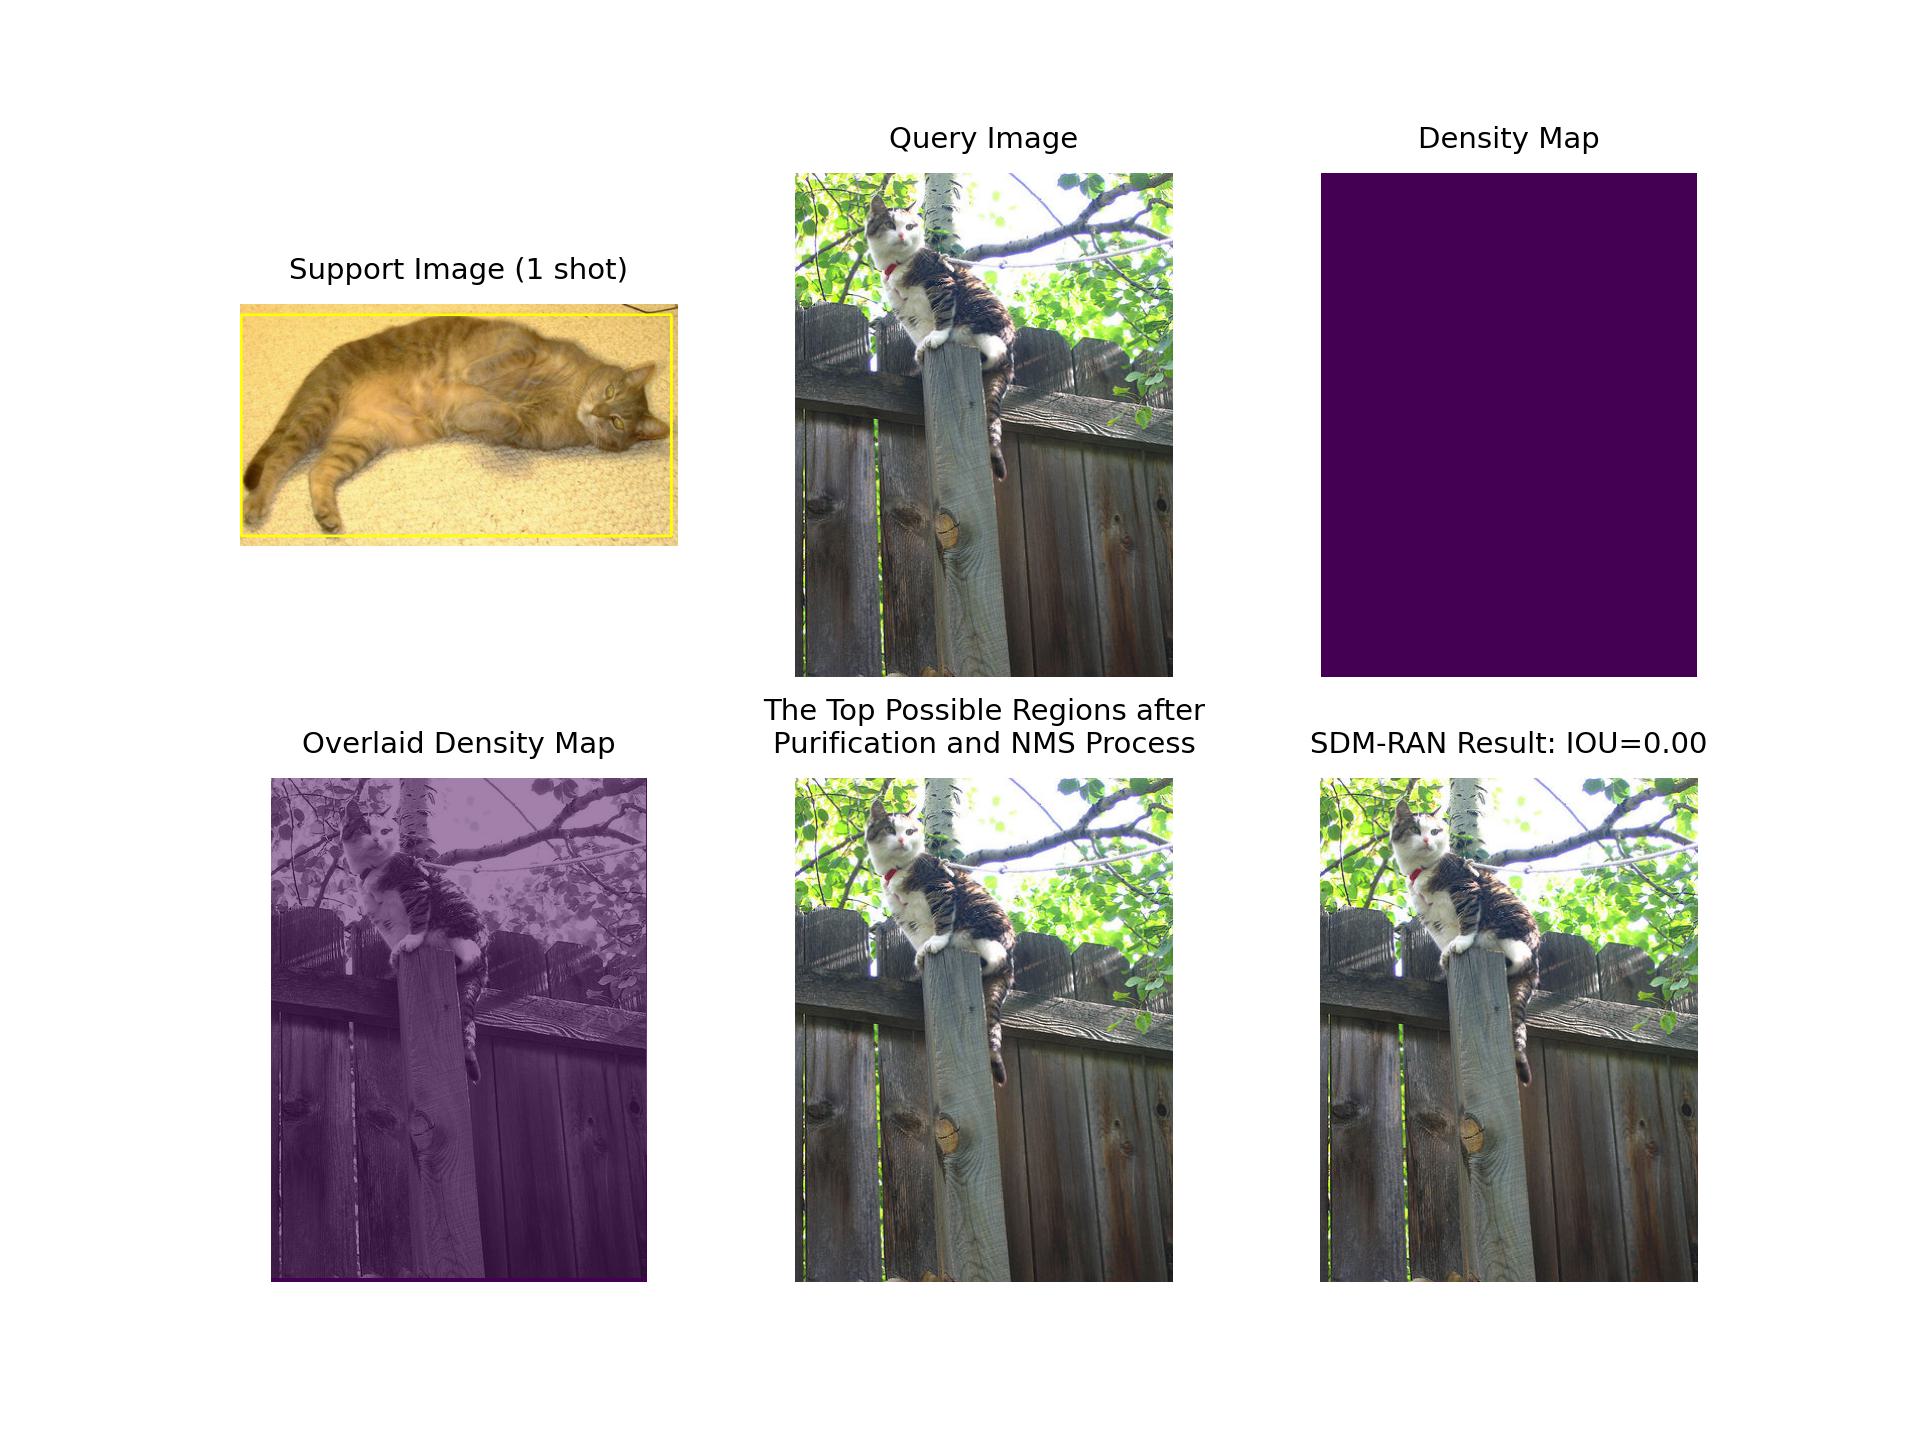 Query Image
Density Map
Support Image (1 shot)
The Top Possible Regions after
Purification and NMS Process
Overlaid Density Map
SDM-RAN Result: IOU=0.00